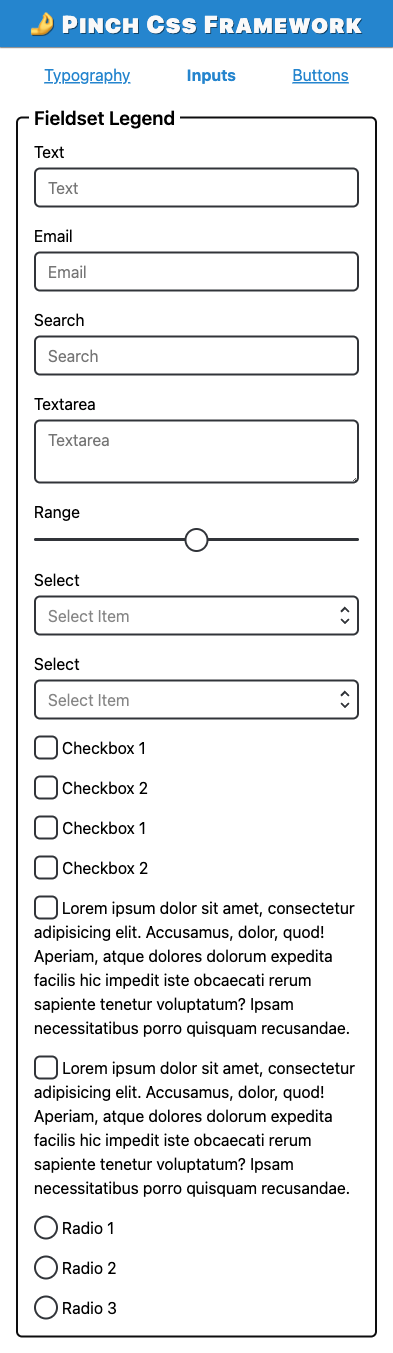 🤌 Pinch Css Framework
Typography Inputs Buttons
Fieldset Legend
Text
Text
Email
Email
Search
Search
Textarea
Textarea
Range
Select
Select Item
Select
Select Item
Checkbox 1
Checkbox 2
Checkbox 1
Checkbox 2
Lorem ipsum dolor sit amet, consectetur
adipisicing elit. Accusamus, dolor, quod!
Aperiam, atque dolores dolorum expedita
facilis hic impedit iste obcaecati rerum
sapiente tenetur voluptatum? Ipsam
necessitatibus porro quisquam recusandae.
Lorem ipsum dolor sit amet, consectetur
adipisicing elit. Accusamus, dolor, quod!
Aperiam, atque dolores dolorum expedita
facilis hic impedit iste obcaecati rerum
sapiente tenetur voluptatum? Ipsam
necessitatibus porro quisquam recusandae.
Radio 1
Radio 2
Radio 3